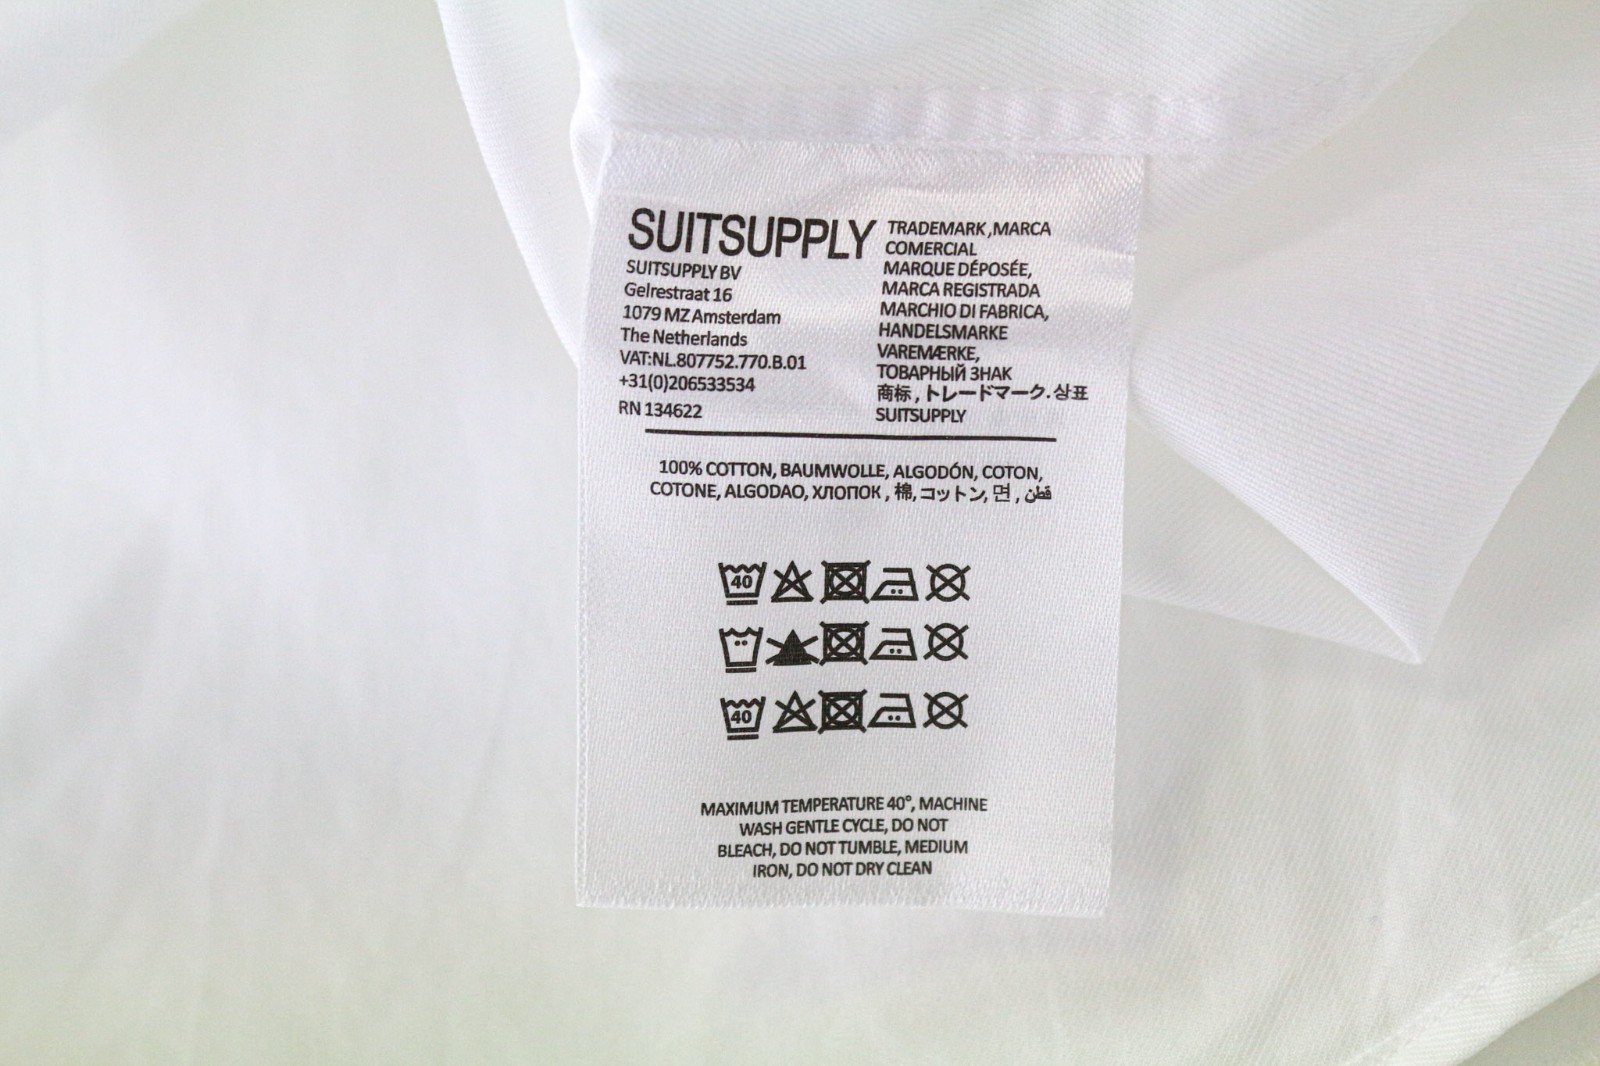 SUITSUPPLY
SUITSUPPLY BV
Gelrestraat 16
1079 MZ Amsterdam
The Netherlands
VAT:NL.807752.770.B.01
+31(0)206533534
RN 134622
TRADEMARK,MARCA
COMERCIAL
MARQUE DÉPOSÉE,
MARCA REGISTRADA
MARCHIO DI FABRICA,
HANDELSMARKE
VAREMÆRKE,
ТОВАРНЫЙ ЗНАК
商标, トレードマーク.상표
SUITSUPPLY
100% COTTON, BAUMWOLLE, ALGODÓN, COTON,
COTONE, ALGODAO, ХЛОПОК, 棉, コットン, 면, قطن
40
40
MAXIMUM TEMPERATURE 40°, MACHINE
WASH GENTLE CYCLE, DO NOT
BLEACH, DO NOT TUMBLE, MEDIUM
IRON, DO NOT DRY CLEAN